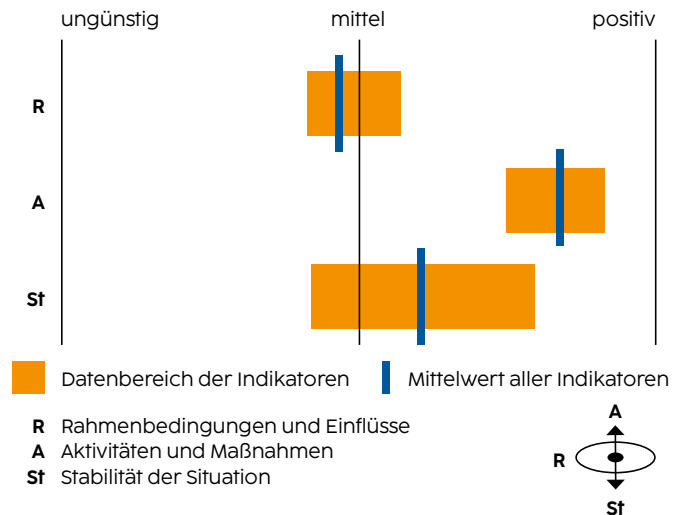 ungünstig mittel positiv
R
A
St
Datenbereich der Indikatoren Mittelwert aller Indikatoren
R Rahmenbedingungen und Einflüsse
A Aktivitäten und Maßnahmen
St Stabilität der Situation
A
R
St